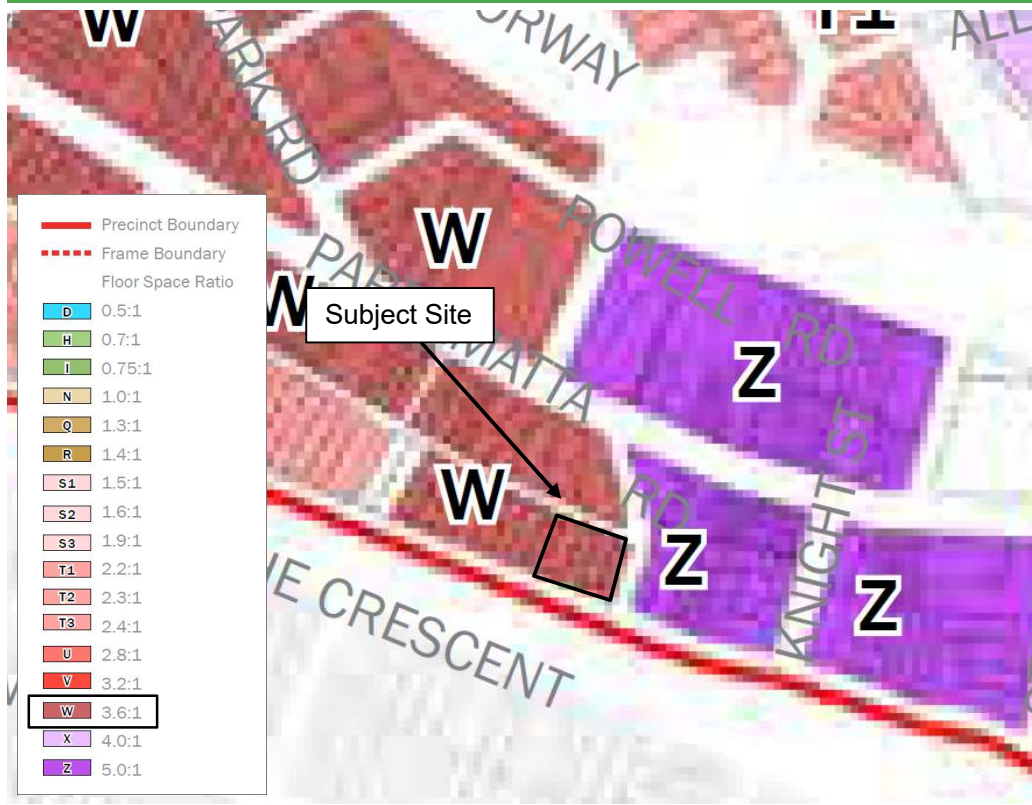 W
ARK RD
ORWAY
T1
ALL
W
POWELL RD
PARRAMATTA RD
W
Subject Site
Z
KNIGHT ST
W
Z
Z
HE CRESCENT
Precinct Boundary
Frame Boundary
Floor Space Ratio
D 0.5:1
H 0.7:1
I 0.75:1
N 1.0:1
Q 1.3:1
R 1.4:1
S1 1.5:1
S2 1.6:1
S3 1.9:1
T1 2.2:1
T2 2.3:1
T3 2.4:1
U 2.8:1
V 3.2:1
W 3.6:1
X 4.0:1
Z 5.0:1